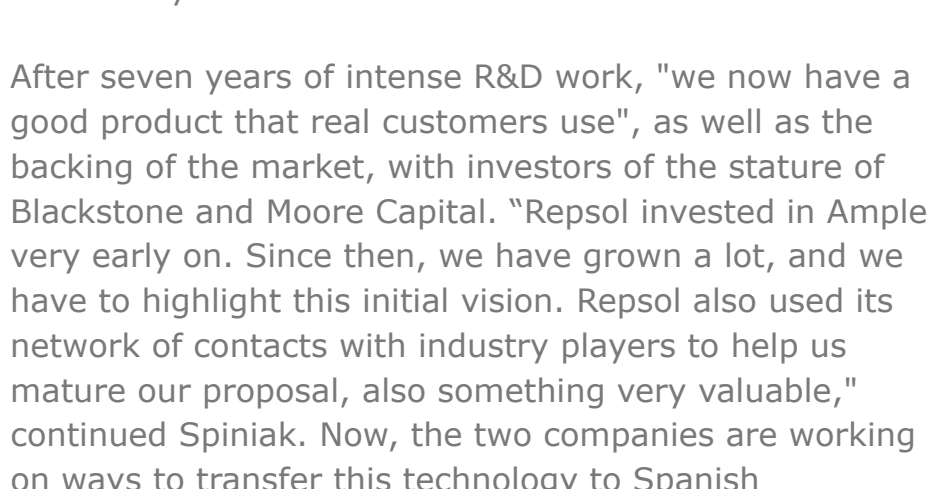 After seven years of intense R&D work, "we now have a
good product that real customers use", as well as the
backing of the market, with investors of the stature of
Blackstone and Moore Capital. “Repsol invested in Ample
very early on. Since then, we have grown a lot, and we
have to highlight this initial vision. Repsol also used its
network of contacts with industry players to help us
mature our proposal, also something very valuable,"
continued Spiniak. Now, the two companies are working
on ways to transfer this technology to Spanish